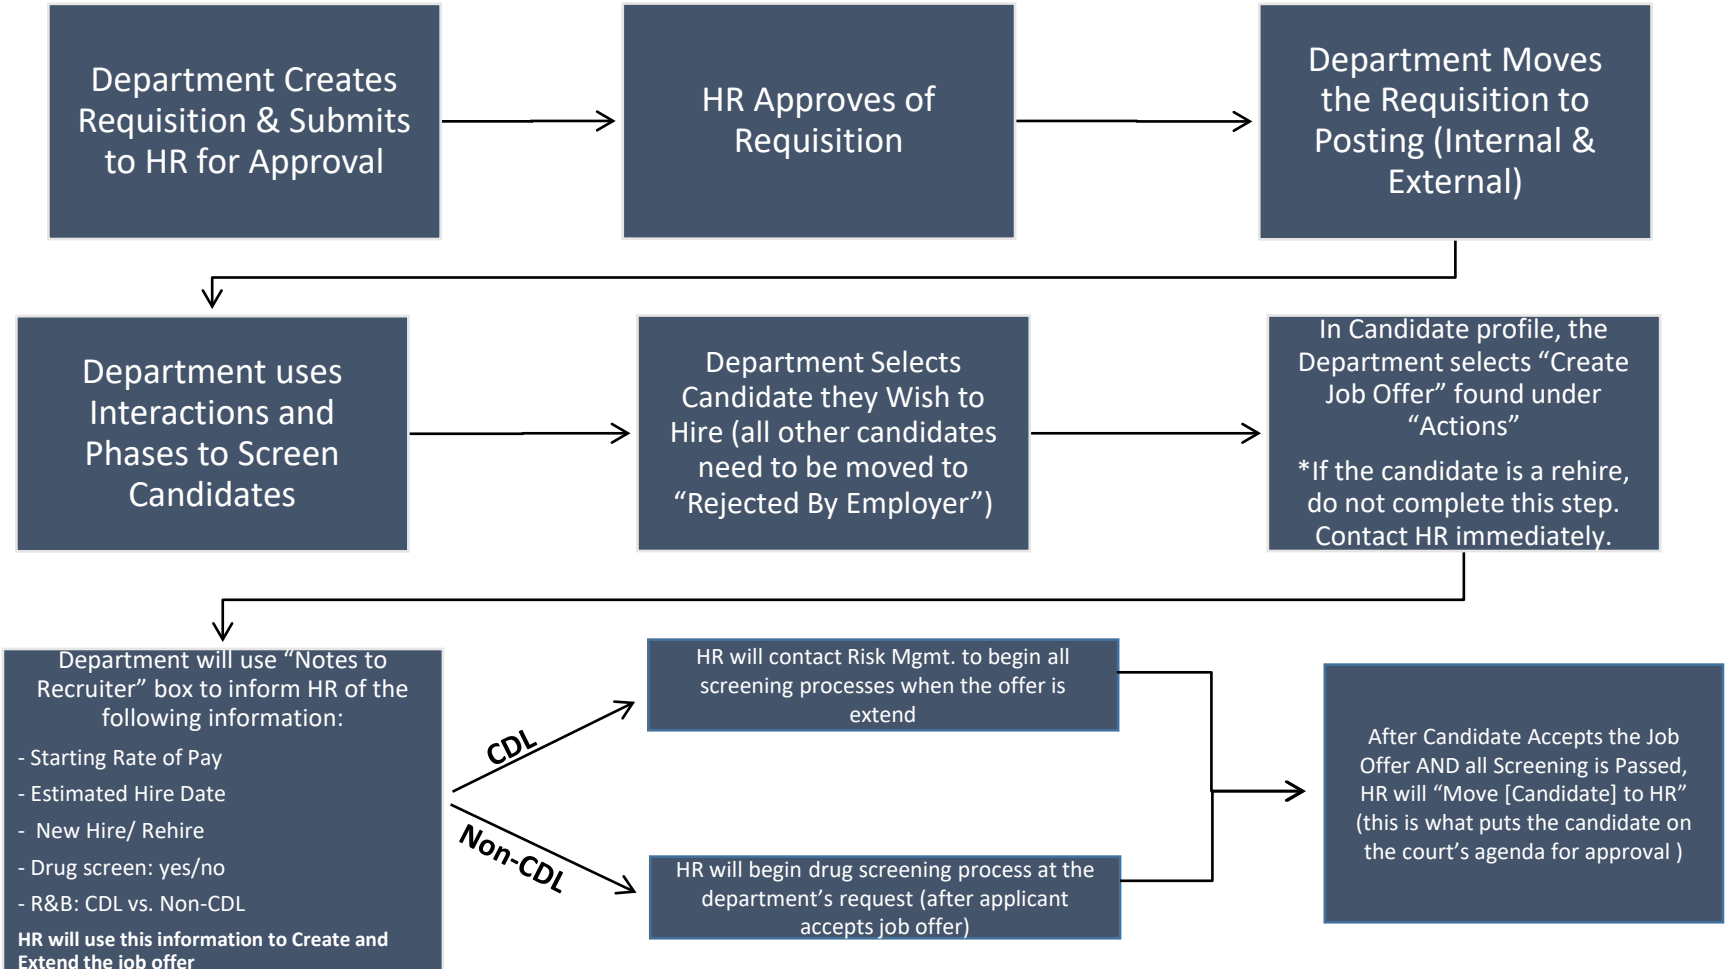 Department Creates
Requisition & Submits
to HR for Approval
HR Approves of
Requisition
Department Moves
the Requisition to
Posting (Internal &
External)
Department uses
Interactions and
Phases to Screen
Candidates
Department Selects
Candidate they Wish to
Hire (all other candidates
need to be moved to
“Rejected By Employer”)
In Candidate profile, the
Department selects “Create
Job Offer” found under
“Actions”
*If the candidate is a rehire,
do not complete this step.
Contact HR immediately.
Department will use “Notes to
Recruiter” box to inform HR of the
following information:
- Starting Rate of Pay
- Estimated Hire Date
- New Hire/ Rehire
- Drug screen: yes/no
- R&B: CDL vs. Non-CDL
HR will use this information to Create and
Extend the job offer
CDL
Non-CDL
HR will contact Risk Mgmt. to begin all
screening processes when the offer is
extend
HR will begin drug screening process at the
department’s request (after applicant
accepts job offer)
After Candidate Accepts the Job
Offer AND all Screening is Passed,
HR will “Move [Candidate] to HR”
(this is what puts the candidate on
the court’s agenda for approval )